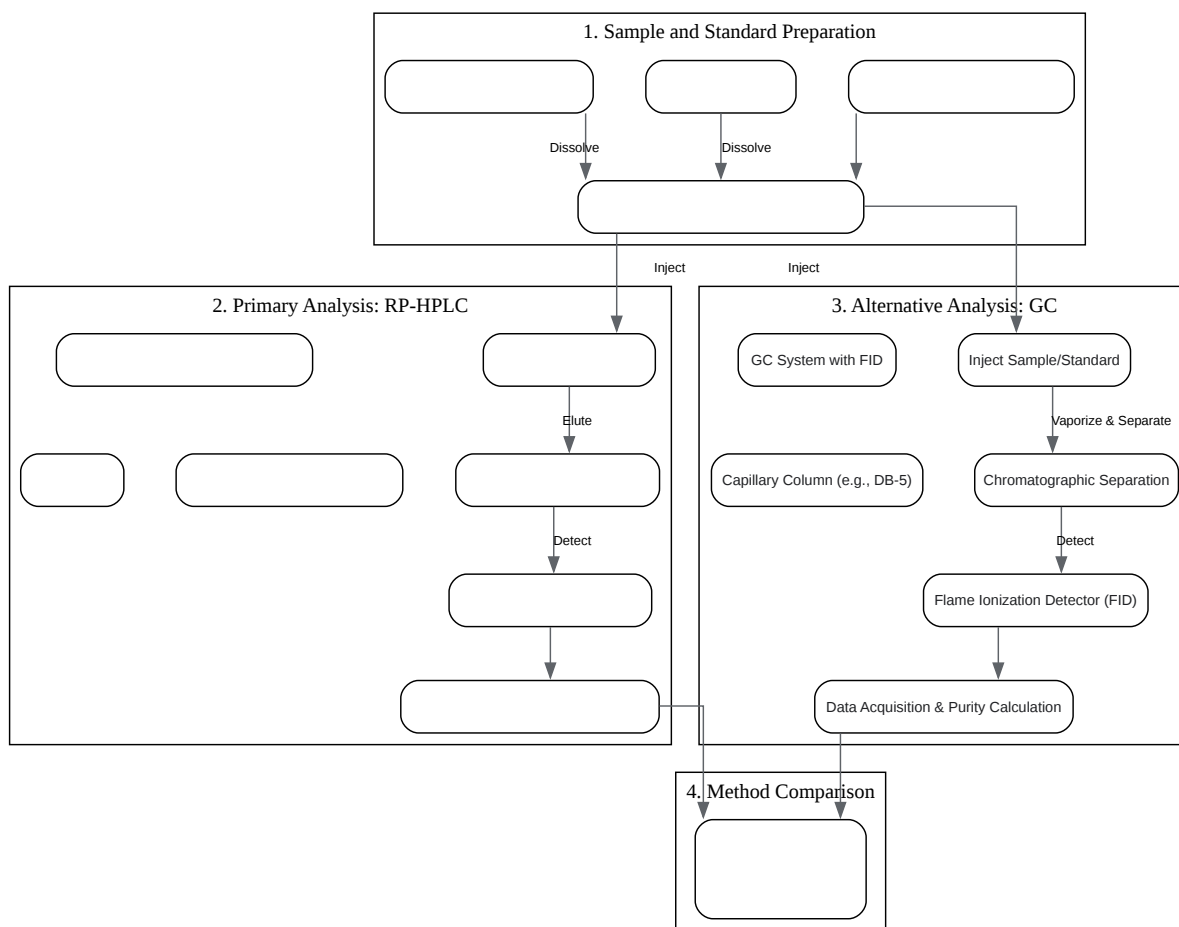 1. Sample and Standard Preparation
Dissolve
Dissolve
Inject
Inject
2. Primary Analysis: RP-HPLC
Elute
Detect
3. Alternative Analysis: GC
GC System with FID
Inject Sample/Standard
Vaporize & Separate
Capillary Column (e.g., DB-5)
Chromatographic Separation
Detect
Flame Ionization Detector (FID)
Data Acquisition & Purity Calculation
4. Method Comparison